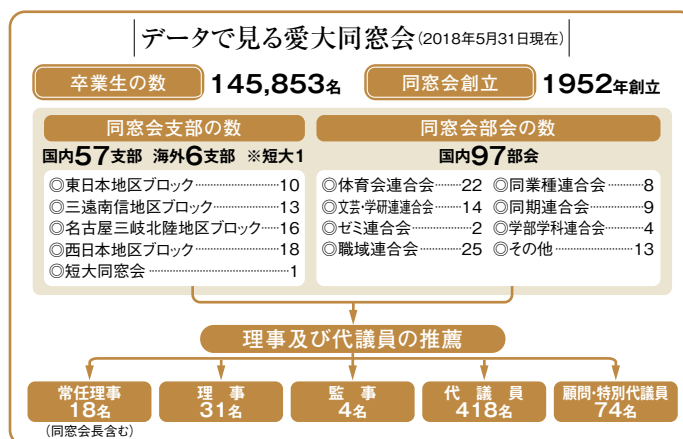 データで見る愛大同窓会(2018年5月31日現在)
卒業生の数 145,853名 同窓会創立 1952年創立
同窓会支部の数
国内57支部 海外6支部 ※短大1
◎東日本地区ブロック 10
◎三遠南信地区ブロック 13
◎名古屋三岐北陸地区ブロック 16
◎西日本地区ブロック 18
◎短大同窓会 1
同窓会部会の数
国内97部会
◎体育会連合会 22 ◎同業種連合会 8
◎文芸・学研連連合会 14 ◎同期連合会 9
◎ゼミ連合会 2 ◎学部学科連合会 4
◎職域連合会 25 ◎その他 13
理事及び代議員の推薦
常任理事
18名
(同窓会長含む)
理事
31名
監事
4名
代議員
418名
顧問・特別代議員
74名